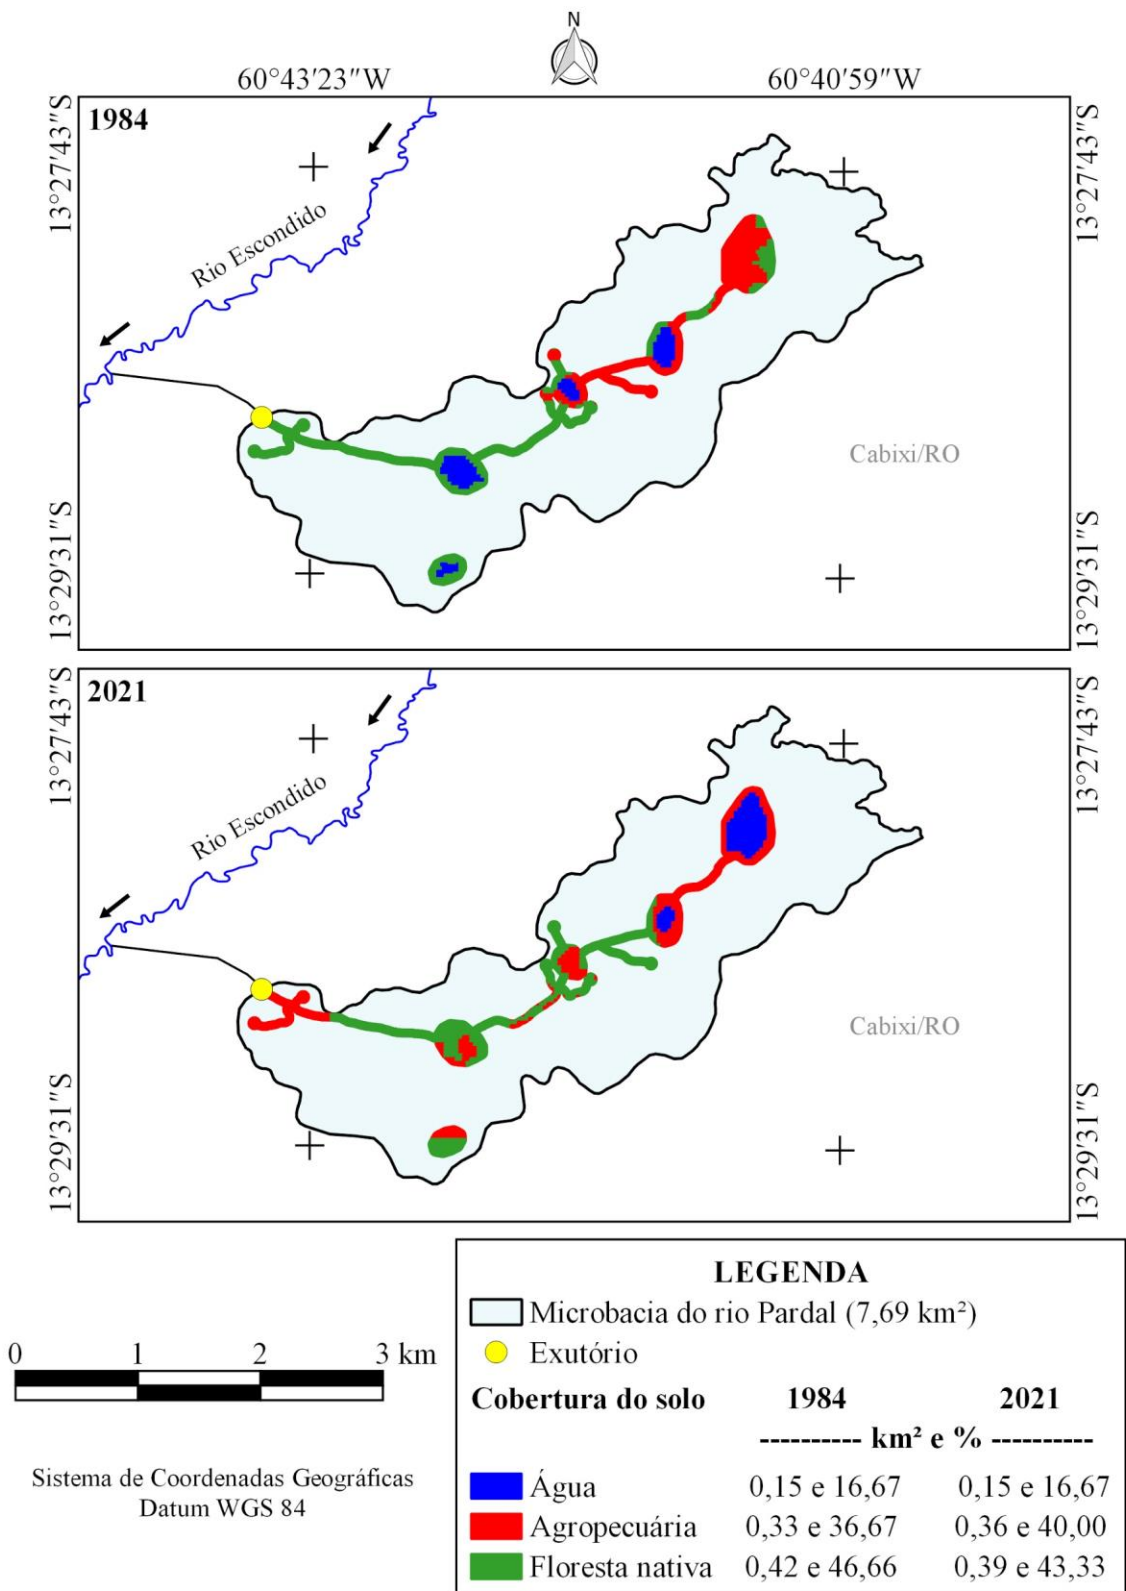 N
60°43'23"W 60°40'59"W
1984
13°27'43"S
13°27'43"S
Rio Escondido
Cabixi/RO
13°29'31"S
13°29'31"S
2021
13°27'43"S
13°27'43"S
Rio Escondido
Cabixi/RO
13°29'31"S
13°29'31"S
LEGENDA
Microbacia do rio Pardal (7,69 km²)
Exutório
Cobertura do solo 1984 2021
---------- km² e % ----------
Água 0,15 e 16,67 0,15 e 16,67
Agropecuária 0,33 e 36,67 0,36 e 40,00
Floresta nativa 0,42 e 46,66 0,39 e 43,33
0 1 2 3 km
Sistema de Coordenadas Geográficas
Datum WGS 84